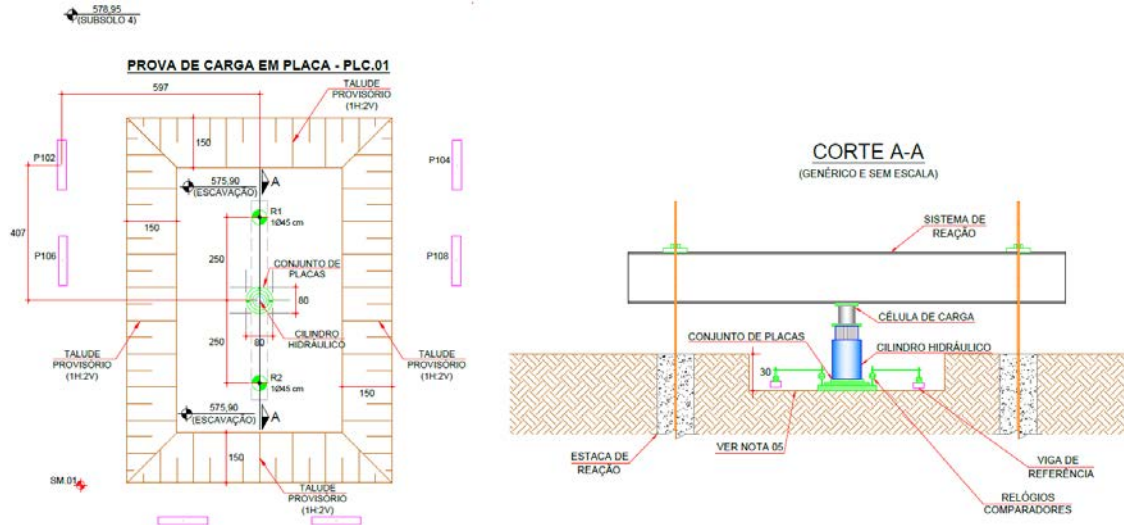 578,95
(SUBSOLO 4)
PROVA DE CARGA EM PLACA - PLC.01
597
TALUDE
PROVISÓRIO
(1H:2V)
150
P102
P104
575,90
(ESCAVAÇÃO)
A
R1
1Ø45 cm
407
150
250
P106
P108
CONJUNTO DE
PLACAS
80
CILINDRO
HIDRÁULICO
80
250
TALUDE
PROVISÓRIO
(1H:2V)
TALUDE
PROVISÓRIO
(1H:2V)
R2
1Ø45 cm
150
575,90
(ESCAVAÇÃO)
A
150
SM.01
TALUDE
PROVISÓRIO
(1H:2V)
CORTE A-A
(GENÉRICO E SEM ESCALA)
SISTEMA DE
REAÇÃO
CÉLULA DE CARGA
CONJUNTO DE PLACAS
CILINDRO HIDRÁULICO
30
VER NOTA 05
ESTACA DE
REAÇÃO
VIGA DE
REFERÊNCIA
RELÓGIOS
COMPARADORES